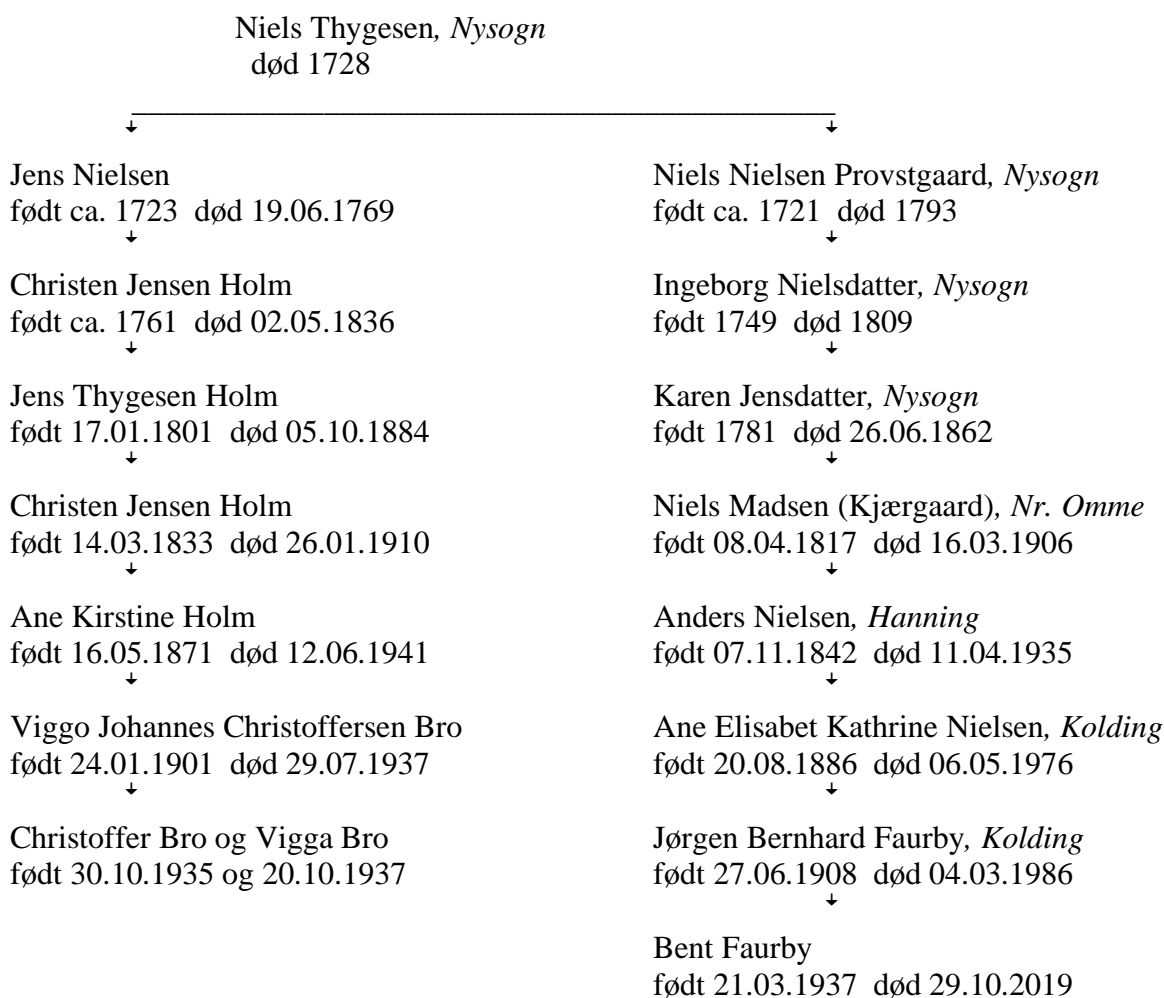 Niels Thygesen, Nysogn
død 1728
Jens Nielsen
født ca. 1723 død 19.06.1769
Christen Jensen Holm
født ca. 1761 død 02.05.1836
Jens Thygesen Holm
født 17.01.1801 død 05.10.1884
Christen Jensen Holm
født 14.03.1833 død 26.01.1910
Ane Kirstine Holm
født 16.05.1871 død 12.06.1941
Viggo Johannes Christoffersen Bro
født 24.01.1901 død 29.07.1937
Christoffer Bro og Vigga Bro
født 30.10.1935 og 20.10.1937
Niels Nielsen Provstgaard, Nysogn
født ca. 1721 død 1793
Ingeborg Nielsdatter, Nysogn
født 1749 død 1809
Karen Jensdatter, Nysogn
født 1781 død 26.06.1862
Niels Madsen (Kjærgaard), Nr. Omme
født 08.04.1817 død 16.03.1906
Anders Nielsen, Hanning
født 07.11.1842 død 11.04.1935
Ane Elisabet Kathrine Nielsen, Kolding
født 20.08.1886 død 06.05.1976
Jørgen Bernhard Faurby, Kolding
født 27.06.1908 død 04.03.1986
Bent Faurby
født 21.03.1937 død 29.10.2019